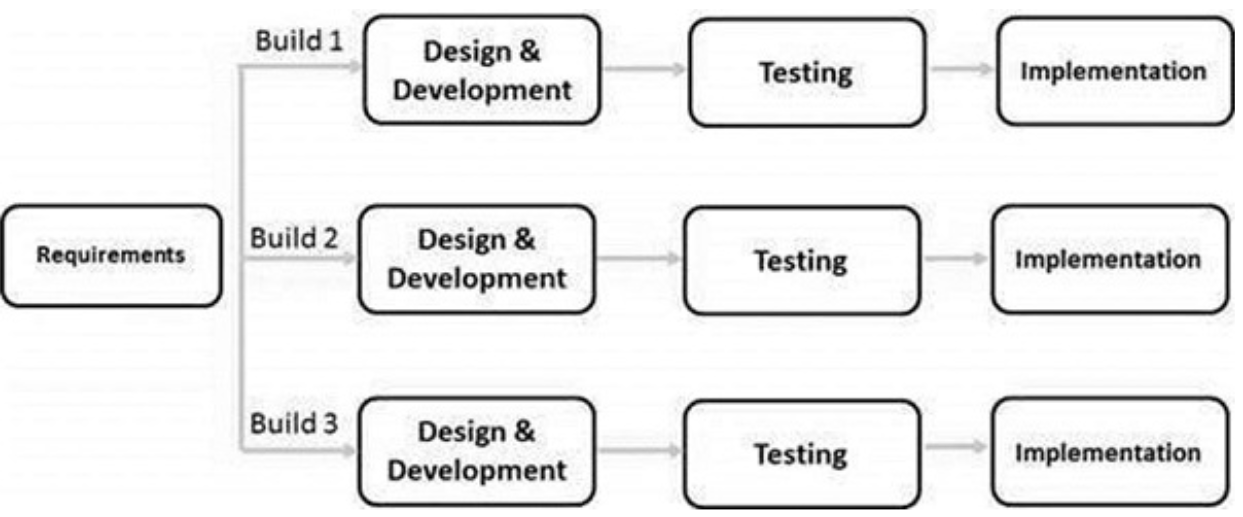 Build 1
Design &
Development
Testing
Implementation
Requirements
Build 2
Design &
Development
Testing
Implementation
Build 3
Design &
Development
Testing
Implementation